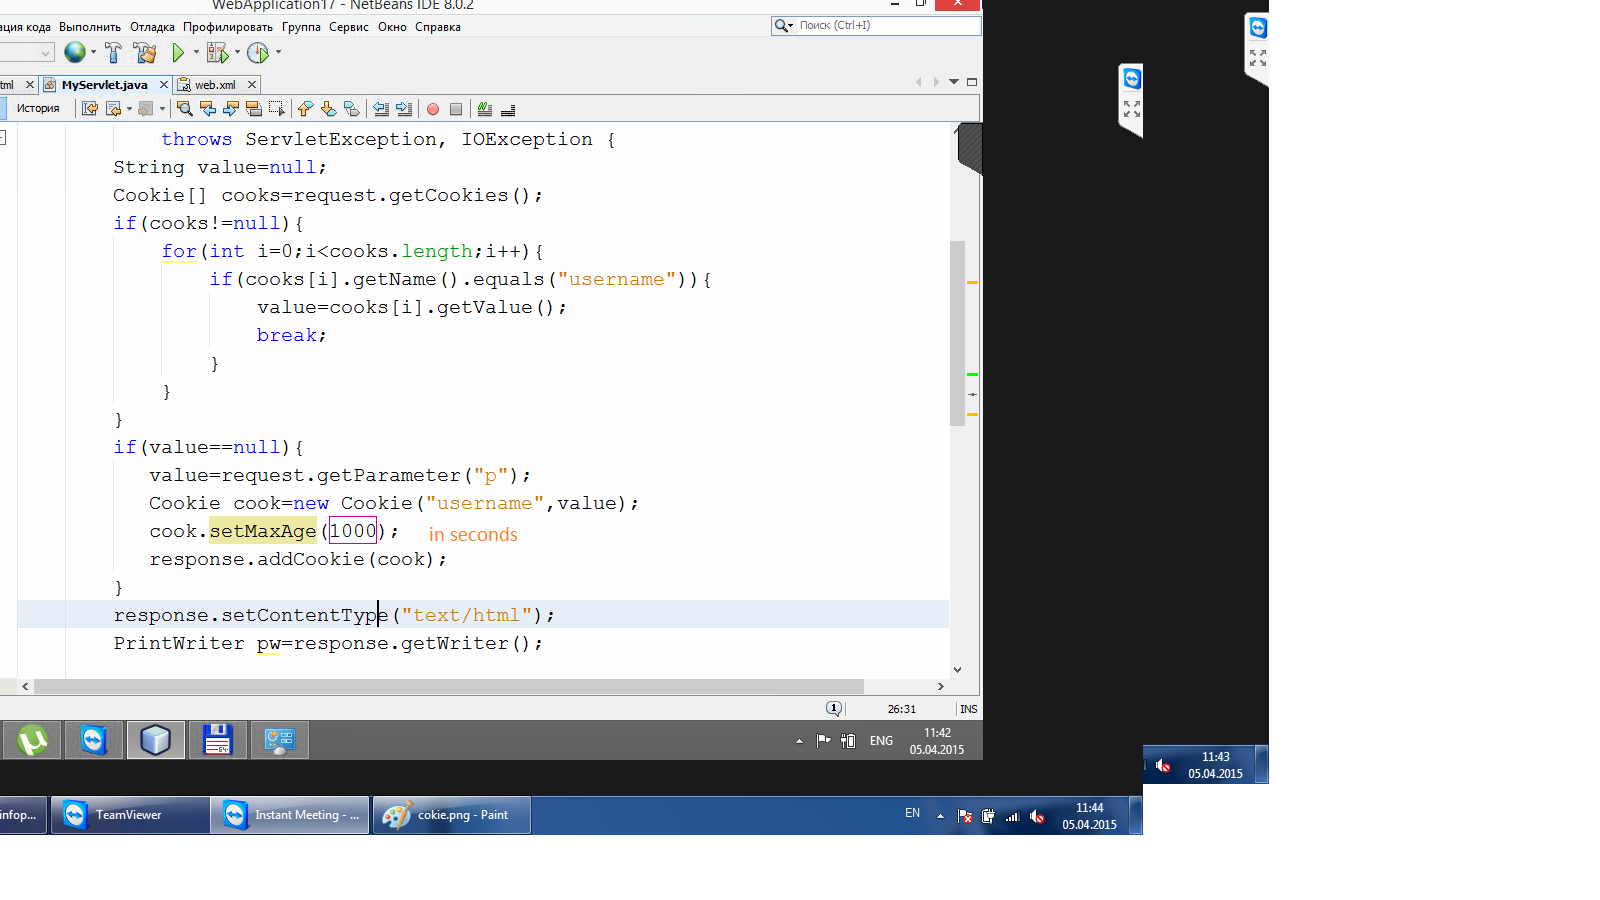 WebApplication17 - NetBeans IDE 8.0.2
ация кода Выполнить Отладка Профилировать Группа Сервис Окно Справка
Поиск (Ctrl+I)
tml MyServlet.java web.xml
История
throws ServletException, IOException {
String value=null;
Cookie[] cooks=request.getCookies();
if(cooks!=null){
for(int i=0;i<cooks.length;i++){
if(cooks[i].getName().equals("username")){
value=cooks[i].getValue();
break;
}
}
}
if(value==null){
value=request.getParameter("p");
Cookie cook=new Cookie("username",value);
cook.setMaxAge(1000); in seconds
response.addCookie(cook);
}
response.setContentType("text/html");
PrintWriter pw=response.getWriter();
1 26:31 INS
64
ENG 11:42
05.04.2015
11:43
05.04.2015
infop... TeamViewer Instant Meeting - ... cokie.png - Paint
EN 11:44
05.04.2015